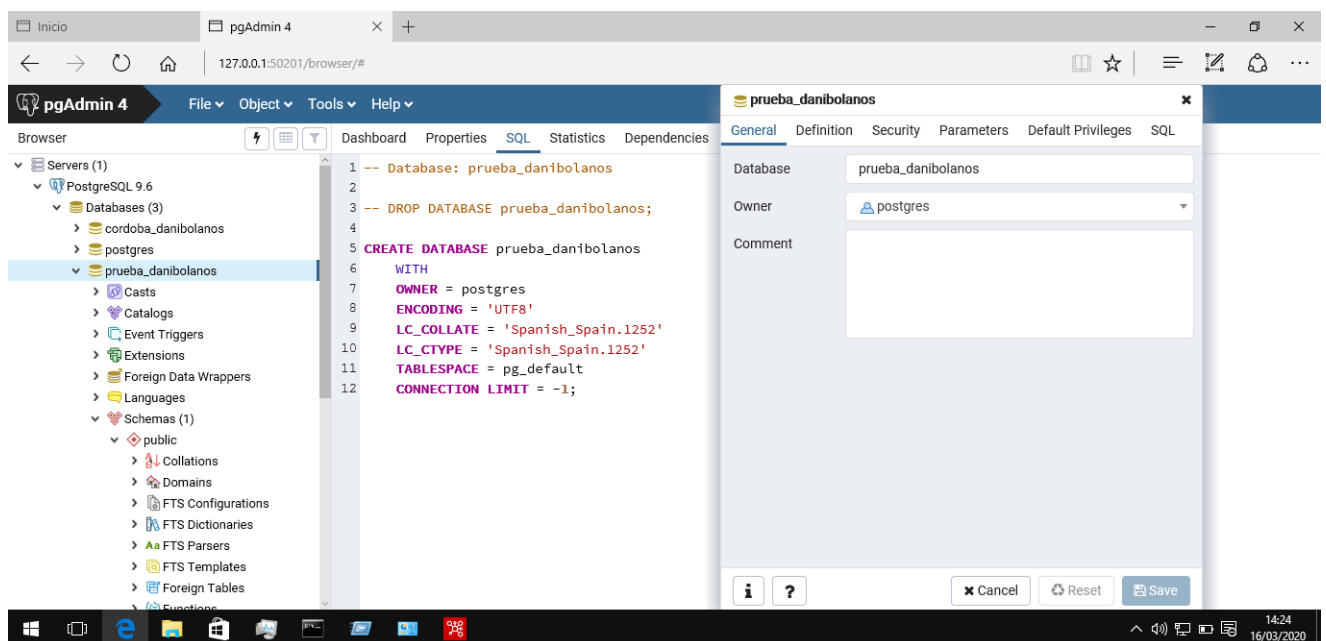 Inicio
pgAdmin 4
127.0.0.1:50201/browser/#
pgAdmin 4
File Object Tools Help
Browser
Dashboard Properties SQL Statistics Dependencies
Servers (1)
PostgreSQL 9.6
Databases (3)
cordoba_danibolanos
postgres
prueba_danibolanos
Casts
Catalogs
Event Triggers
Extensions
Foreign Data Wrappers
Languages
Schemas (1)
public
Collations
Domains
FTS Configurations
FTS Dictionaries
Aa FTS Parsers
FTS Templates
Foreign Tables
Functions
1 -- Database: prueba_danibolanos
2
3 -- DROP DATABASE prueba_danibolanos;
4
5 CREATE DATABASE prueba_danibolanos
6 WITH
7 OWNER = postgres
8 ENCODING = 'UTF8'
9 LC_COLLATE = 'Spanish_Spain.1252'
10 LC_CTYPE = 'Spanish_Spain.1252'
11 TABLESPACE = pg_default
12 CONNECTION LIMIT = -1;
prueba_danibolanos
General Definition Security Parameters Default Privileges SQL
Database prueba_danibolanos
Owner postgres
Comment
i ? Cancel Reset Save
14:24
16/03/2020